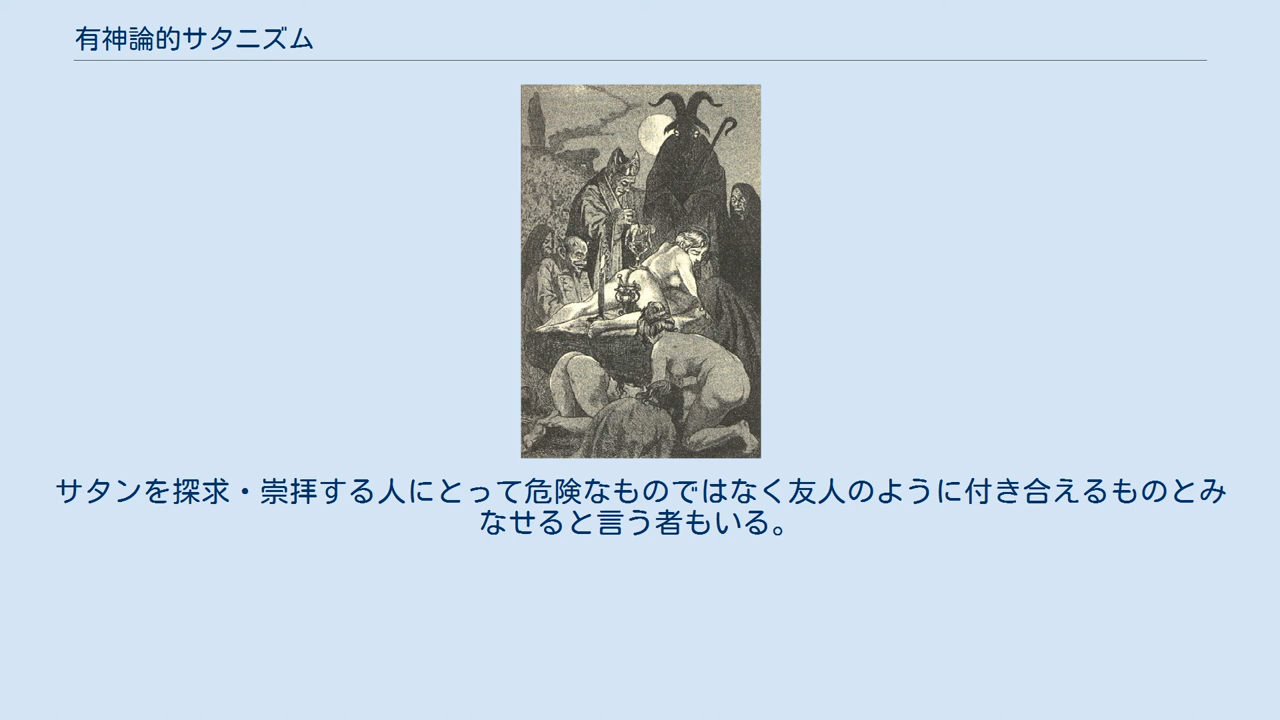 有神論的サタニズム
サタンを探求・崇拝する人にとって危険なものではなく友人のように付き合えるものとみ
なせると言う者もいる。